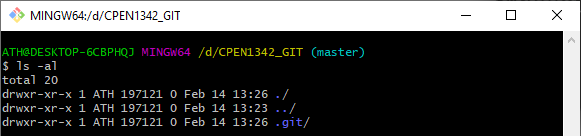 MINGW64:/d/CPEN1342_GIT
ATH@DESKTOP-6CBPHQJ MINGW64 /d/CPEN1342_GIT (master)
$ ls -al
total 20
drwxr-xr-x 1 ATH 197121 0 Feb 14 13:26 ./
drwxr-xr-x 1 ATH 197121 0 Feb 14 13:23 ../
drwxr-xr-x 1 ATH 197121 0 Feb 14 13:26 .git/